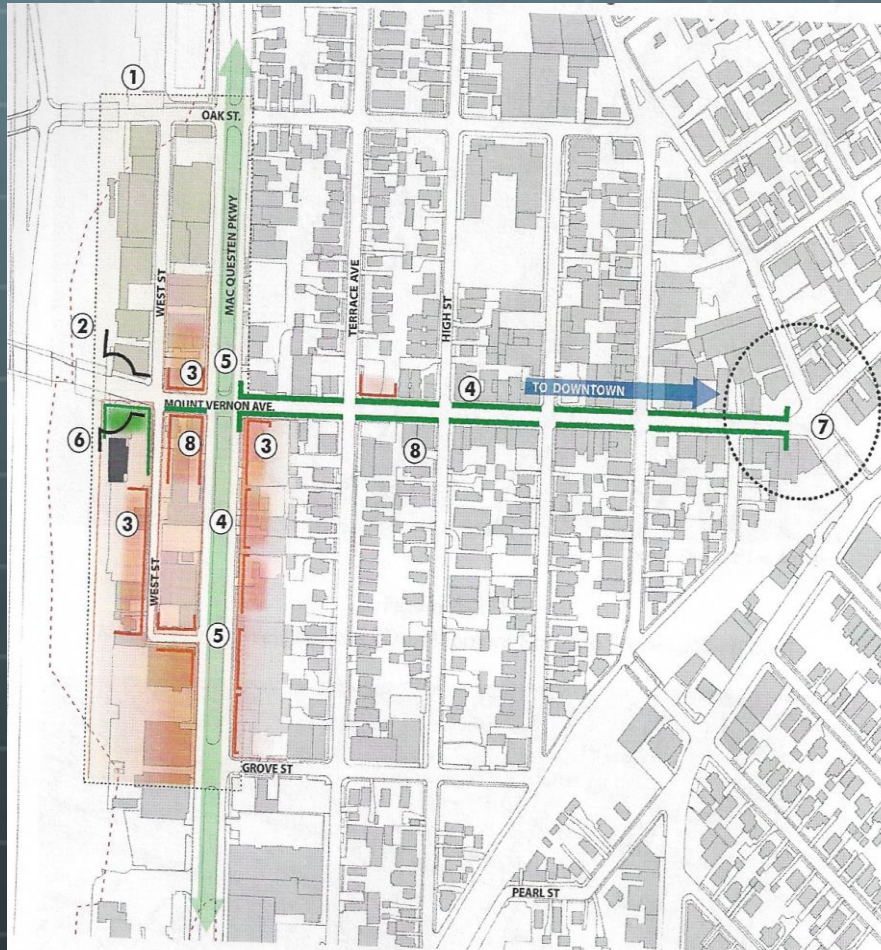 ①
OAK ST.
MAC QUESTEN PKWY
WEST ST
TERRACE AVE
HIGH ST
②
③
⑤
④
TO DOWNTOWN
MOUNT VERNON AVE.
⑦
⑥
⑧
③
⑧
③
④
WEST ST
⑤
GROVE ST
PEARL ST